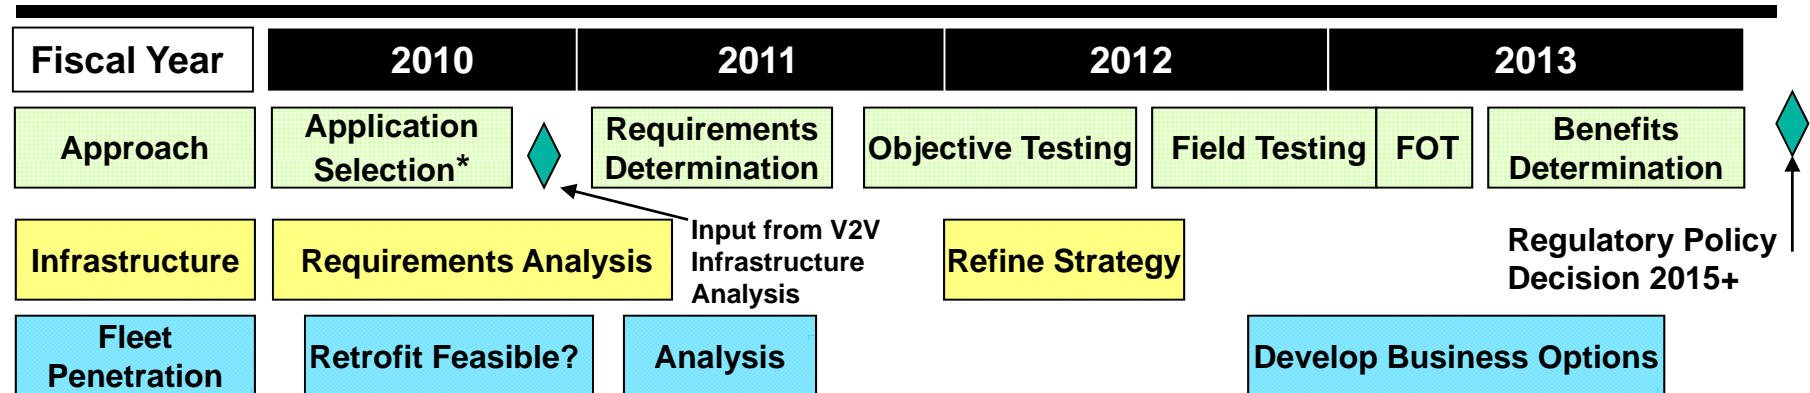 Fiscal Year 2010 2011 2012 2013
Approach
Application
Selection*
Requirements
Determination
Objective Testing
Field Testing
FOT
Benefits
Determination
Infrastructure
Requirements Analysis
Input from V2V
Infrastructure
Analysis
Refine Strategy
Regulatory Policy
Decision 2015+
Fleet
Penetration
Retrofit Feasible?
Analysis
Develop Business Options